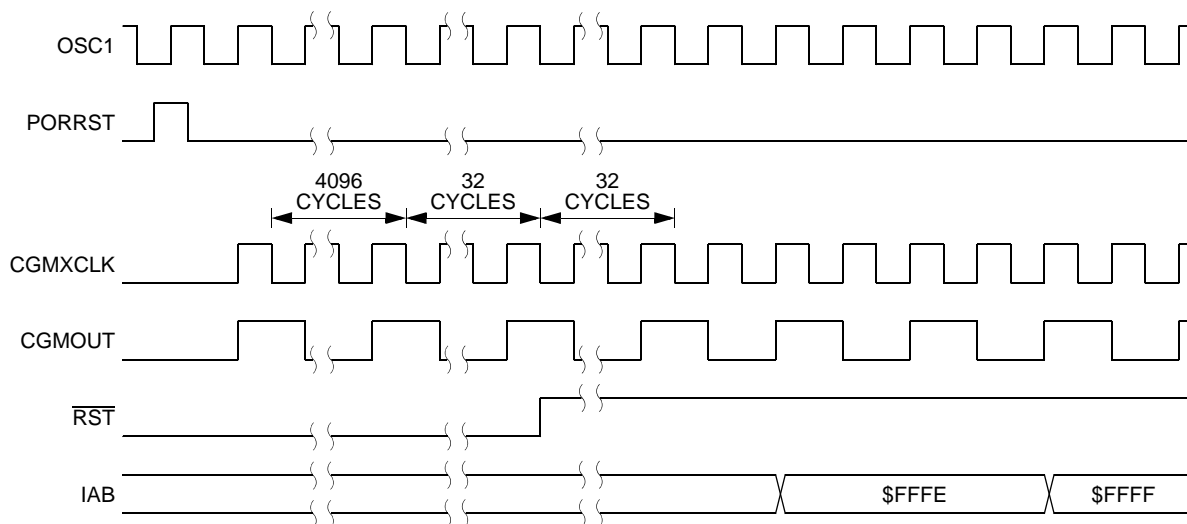 OSC1
PORRST
4096
CYCLES
32
CYCLES
32
CYCLES
CGMXCLK
CGMOUT
RST
IAB
$FFFE
$FFFF